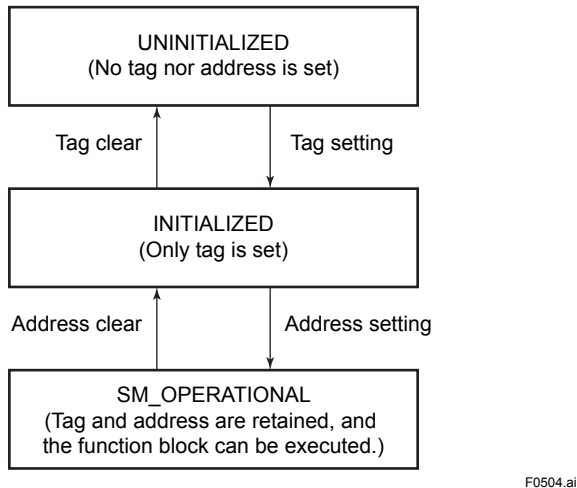 UNINITIALIZED
(No tag nor address is set)
Tag clear
Tag setting
INITIALIZED
(Only tag is set)
Address clear
Address setting
SM_OPERATIONAL
(Tag and address are retained, and
the function block can be executed.)
F0504.ai